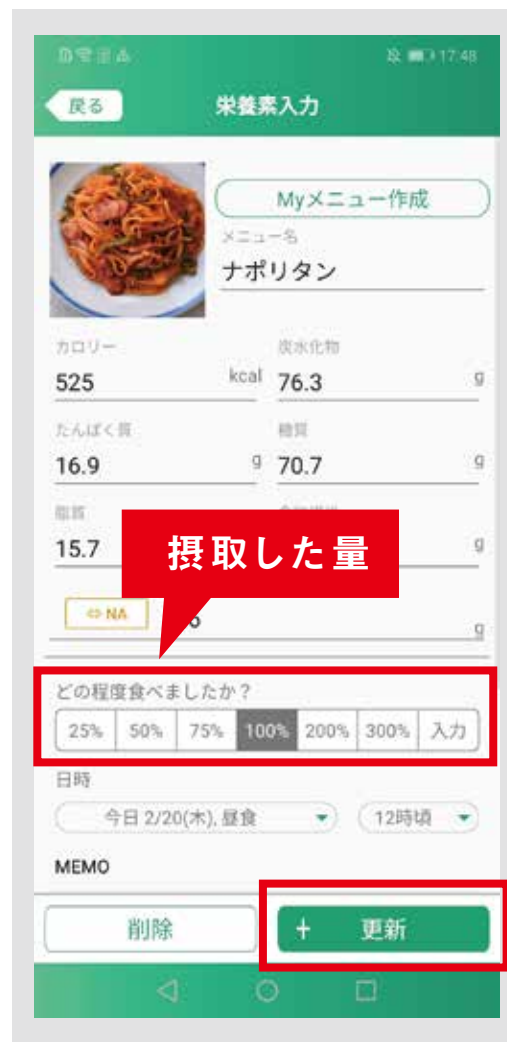 17:48
戻る
栄養素入力
Myメニュー作成
メニュー名
ナポリタン
カロリー
炭水化物
525 kcal
76.3 g
たんぱく質
糖質
16.9 g
70.7 g
脂質
15.7
g
摂取した量
⇔NA
g
どの程度食べましたか？
25% 50% 75% 100% 200% 300% 入力
日時
今日 2/20(木), 昼食
12時頃
MEMO
削除
+ 更新